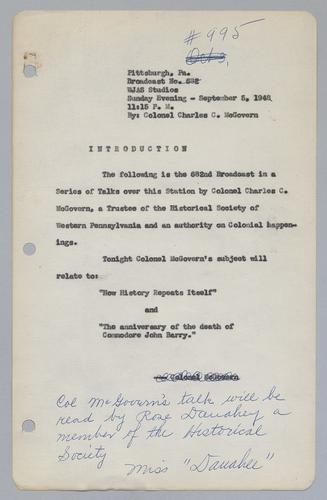 # 995
Oct 3,
Pittsburgh, Pa.
Broadcast No. 682
WJAS Studios
Sunday Evening - September 5, 1948
11:15 P. M.
By: Colonel Charles C. McGovern
INTRODUCTION
The following is the 682nd Broadcast in a
Series of Talks over this Station by Colonel Charles C.
McGovern, a Trustee of the Historical Society of
Western Pennsylvania and an authority on Colonial happen-
ings.
Tonight Colonel McGovern's subject will
relate to:
"How History Repeats Itself"
and
"The anniversary of the death of
Commodore John Barry."
Colonel McGovern
Col McGovern's talk will be
read by Rose Danahey a
member of the Historical
Society
Miss "Danahee"